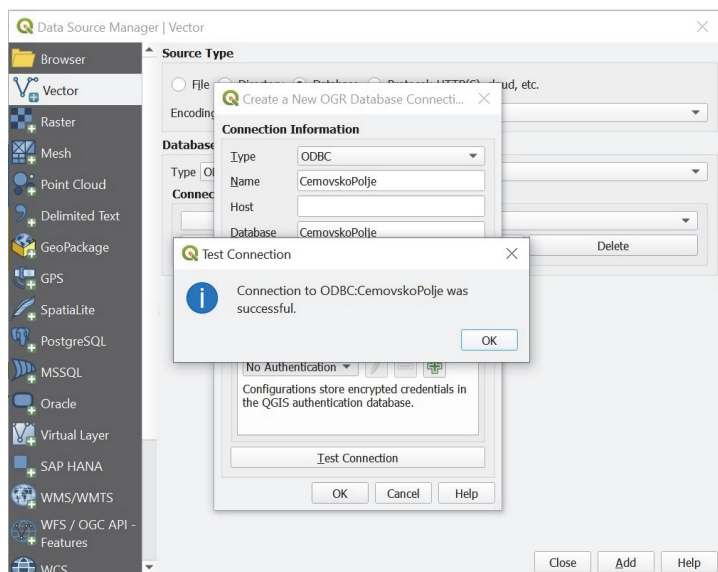 Data Source Manager | Vector
Browser
Vector
Raster
Mesh
Point Cloud
Delimited Text
GeoPackage
GPS
SpatiaLite
PostgreSQL
MSSQL
Oracle
Virtual Layer
SAP HANA
WMS/WMTS
WFS / OGC API -
Features
WCS
Source Type
File
cloud, etc.
Encoding
Database
Type
Connec
Delete
Create a New OGR Database Connecti...
Connection Information
Type ODBC
Name CemovskoPolje
Host
Database CemovskoPolje
Test Connection
Connection to ODBC:CemovskoPolje was
successful.
OK
No Authentication
Configurations store encrypted credentials in
the QGIS authentication database.
Test Connection
OK Cancel Help
Close Add Help